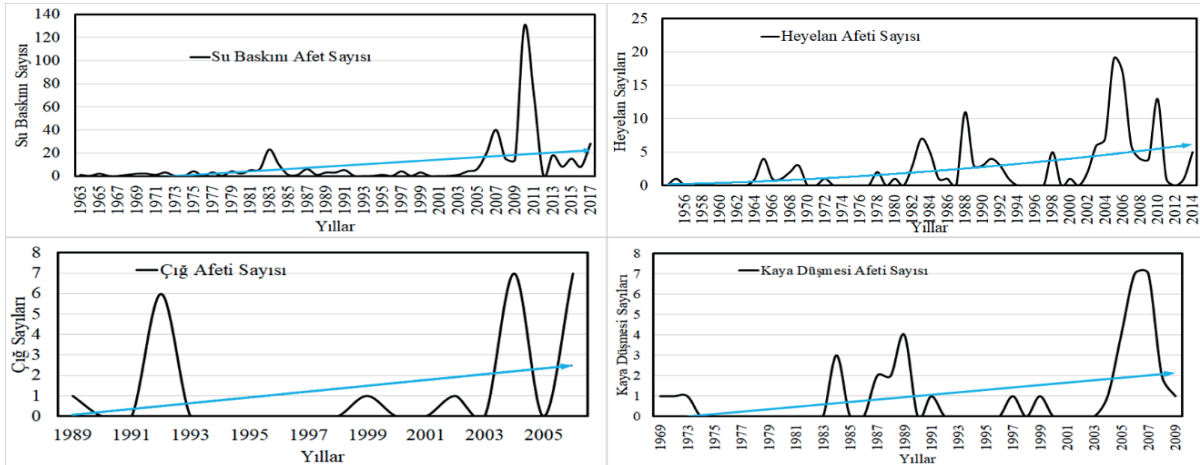 140
120
100
80
60
40
20
0
Su Baskını Sayısı
Su Baskını Afet Sayısı
1963 1965 1967 1969 1971 1973 1975 1977 1979 1981 1983 1985 1987 1989 1991 1993 1995 1997 1999 2001 2003 2005 2007 2009 2011 2013 2015 2017
Yıllar
25
20
15
10
5
0
Heyelan Sayıları
Heyelan Afeti Sayısı
1956 1958 1960 1962 1964 1966 1968 1970 1972 1974 1976 1978 1980 1982 1984 1986 1988 1990 1992 1994 1996 1998 2000 2002 2004 2006 2008 2010 2012 2014
Yıllar
8
7
6
5
4
3
2
1
0
Çığ Sayıları
Çığ Afeti Sayısı
1989 1991 1993 1995 1997 1999 2001 2003 2005
Yıllar
8
7
6
5
4
3
2
1
0
Kaya Düşmesi Sayıları
Kaya Düşmesi Afeti Sayısı
1969 1973 1975 1977 1979 1981 1983 1985 1987 1989 1991 1993 1995 1997 1999 2001 2003 2005 2007 2009
Yıllar